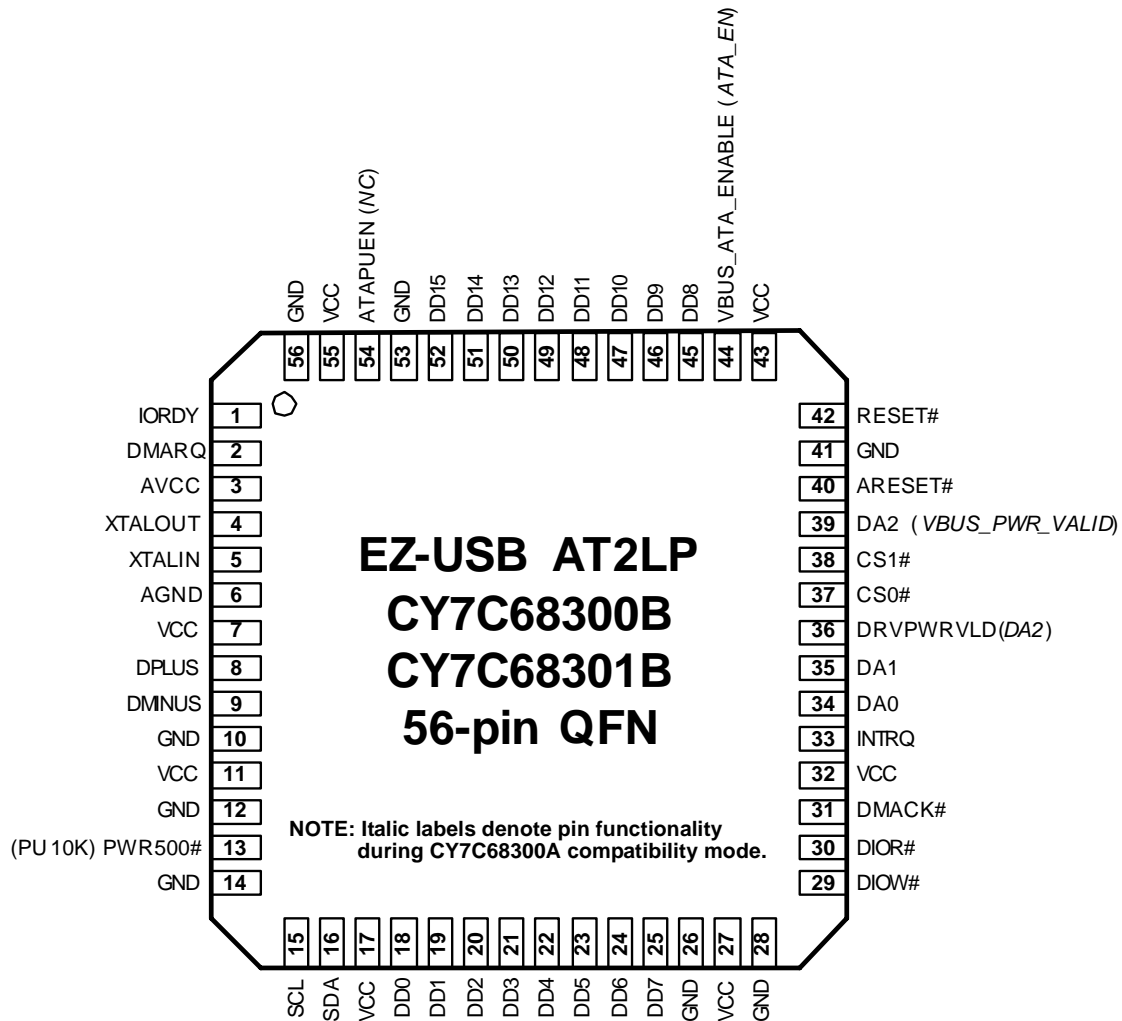 GND
VCC
ATAPUEN (NC)
GND
DD15
DD14
DD13
DD12
DD11
DD10
DD9
DD8
VBUS_ATA_ENABLE (ATA_EN)
VCC
56
55
54
53
52
51
50
49
48
47
46
45
44
43
IORDY 1
DMARQ 2
AVCC 3
XTALOUT 4
XTALIN 5
AGND 6
VCC 7
DPLUS 8
DMINUS 9
GND 10
VCC 11
GND 12
(PU10K) PWR500# 13
GND 14
EZ-USB AT2LP
CY7C68300B
CY7C68301B
56-pin QFN
NOTE: Italic labels denote pin functionality
during CY7C68300A compatibility mode.
42 RESET#
41 GND
40 ARESET#
39 DA2 (VBUS_PWR_VALID)
38 CS1#
37 CS0#
36 DRVPWRVLD(DA2)
35 DA1
34 DA0
33 INTRQ
32 VCC
31 DMACK#
30 DIOR#
29 DIOW#
15
16
17
18
19
20
21
22
23
24
25
26
27
28
SCL
SDA
VCC
DD0
DD1
DD2
DD3
DD4
DD5
DD6
DD7
GND
VCC
GND